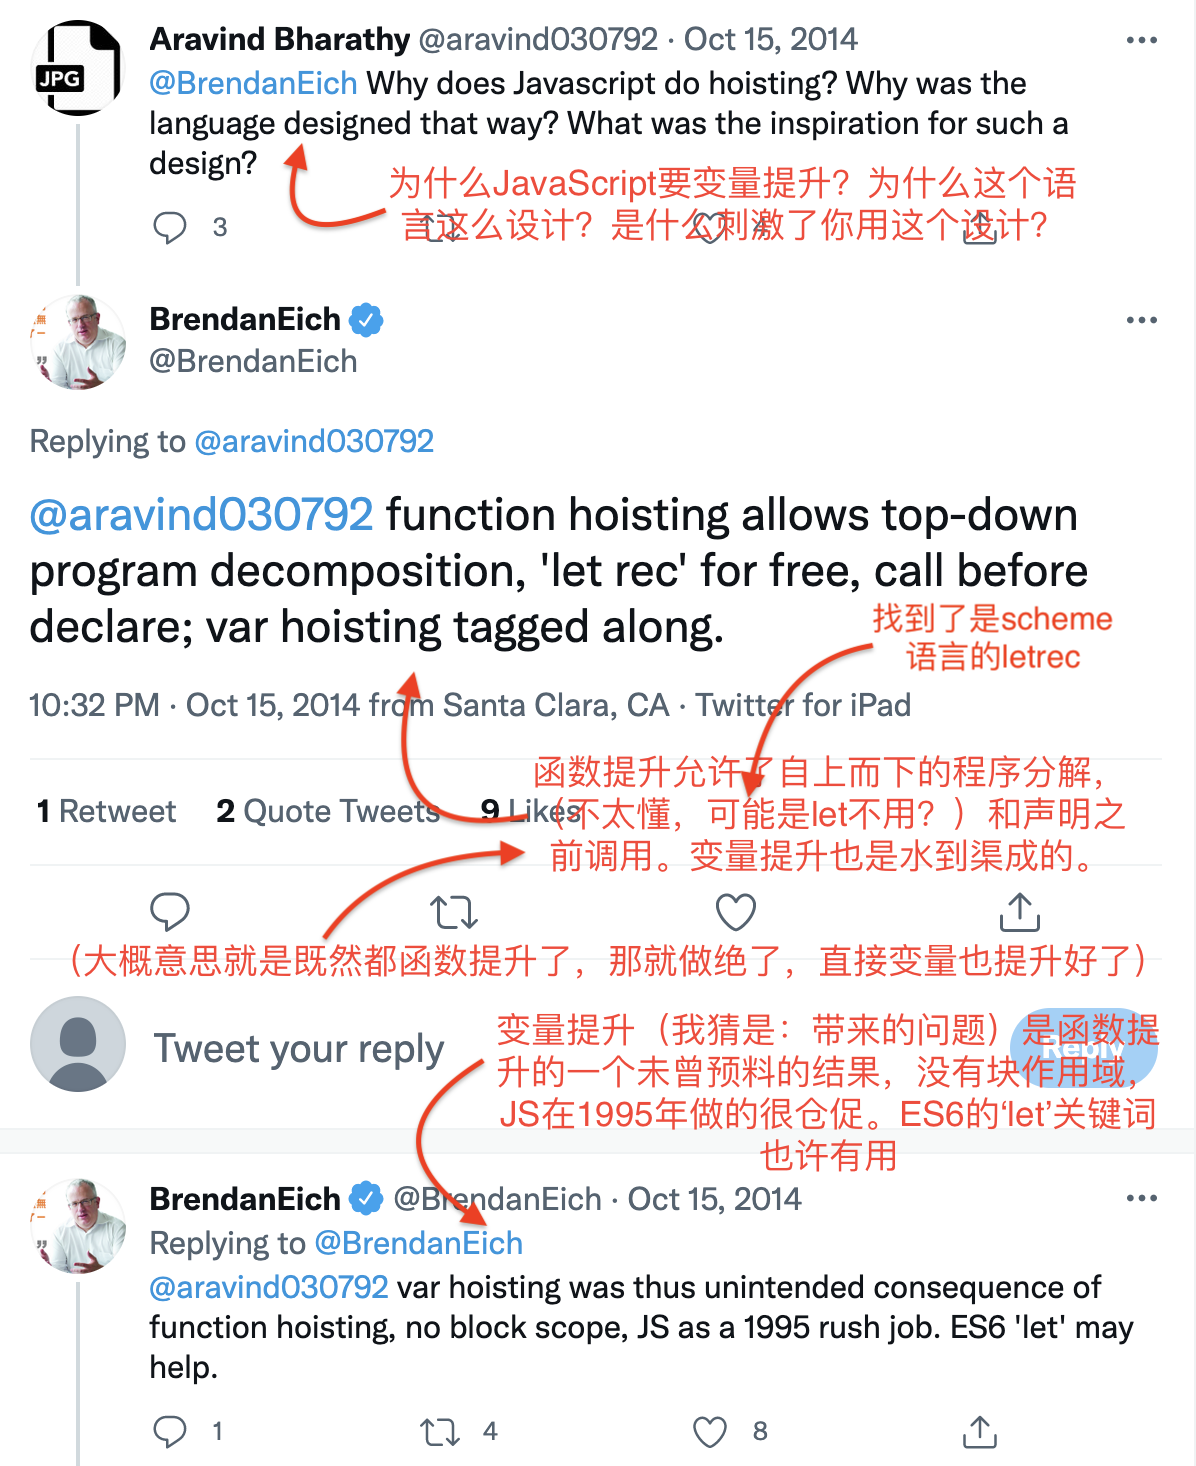 Aravind Bharathy @aravind030792 · Oct 15, 2014
JPG
@BrendanEich Why does Javascript do hoisting? Why was the
language designed that way? What was the inspiration for such a
design?
为什么JavaScript要变量提升？为什么这个语
言这么设计？是什么刺激了你用这个设计？
3
4
BrendanEich
@BrendanEich
Replying to @aravind030792
@aravind030792 function hoisting allows top-down
program decomposition, 'let rec' for free, call before
declare; var hoisting tagged along.
找到了是scheme
语言的letrec
10:32 PM · Oct 15, 2014 from Santa Clara, CA · Twitter for iPad
函数提升允许了自上而下的程序分解，
（不太懂，可能是let不用？）和声明之
前调用。变量提升也是水到渠成的。
1 Retweet 2 Quote Tweets 9 Likes
（大概意思就是既然都函数提升了，那就做绝了，直接变量也提升好了）
变量提升（我猜是：带来的问题）是函数提
升的一个未曾预料的结果，没有块作用域，
JS在1995年做的很仓促。ES6的‘let’关键词
也许有用
Tweet your reply
Reply
BrendanEich @BrendanEich · Oct 15, 2014
Replying to @BrendanEich
@aravind030792 var hoisting was thus unintended consequence of
function hoisting, no block scope, JS as a 1995 rush job. ES6 'let' may
help.
1 4 8